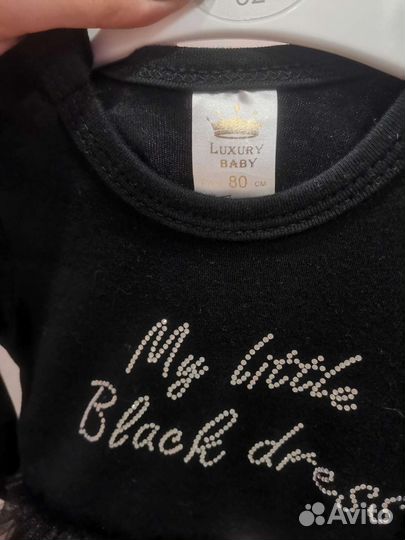 LUXURY
BABY
80 СМ
My little
Black dress
Avito